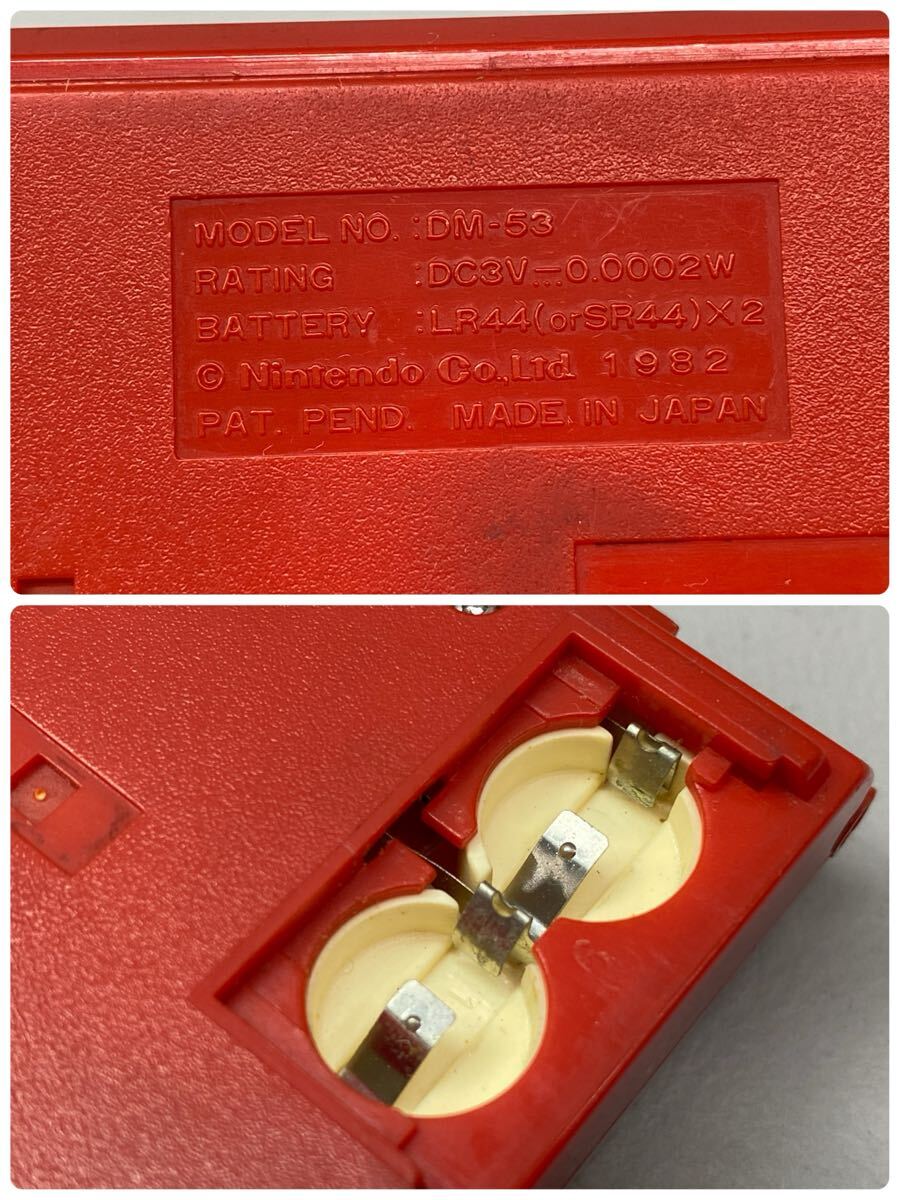 MODEL NO. :DM-53
RATING :DC3V⎓0.0002W
BATTERY :LR44(orSR44)×2
© Nintendo Co.,Ltd. 1982
PAT. PEND. MADE IN JAPAN